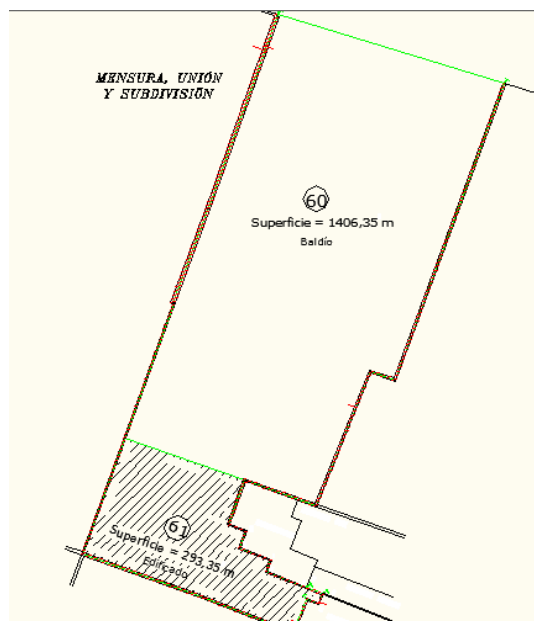 MENSURA, UNIÓN
Y SUBDIVISIÓN
60
Superficie = 1406,35 m
Baldío
61
Superficie = 293,35 m
Edificado